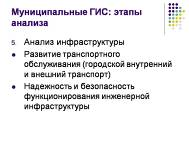 Муниципальные ГИС: этапы
анализа
5. Анализ инфраструктуры
Развитие транспортного
обслуживания (городской внутренний
и внешний транспорт)
Надежность и безопасность
функционирования инженерной
инфраструктуры